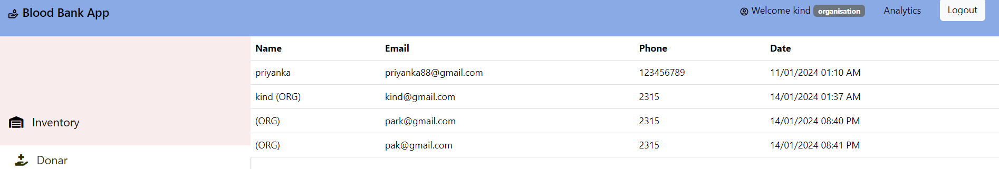 Blood Bank App
Welcome kind organisation Analytics Logout
Name Email Phone Date
priyanka priyanka88@gmail.com 123456789 11/01/2024 01:10 AM
kind (ORG) kind@gmail.com 2315 14/01/2024 01:37 AM
(ORG) park@gmail.com 2315 14/01/2024 08:40 PM
(ORG) pak@gmail.com 2315 14/01/2024 08:41 PM
Inventory
Donar